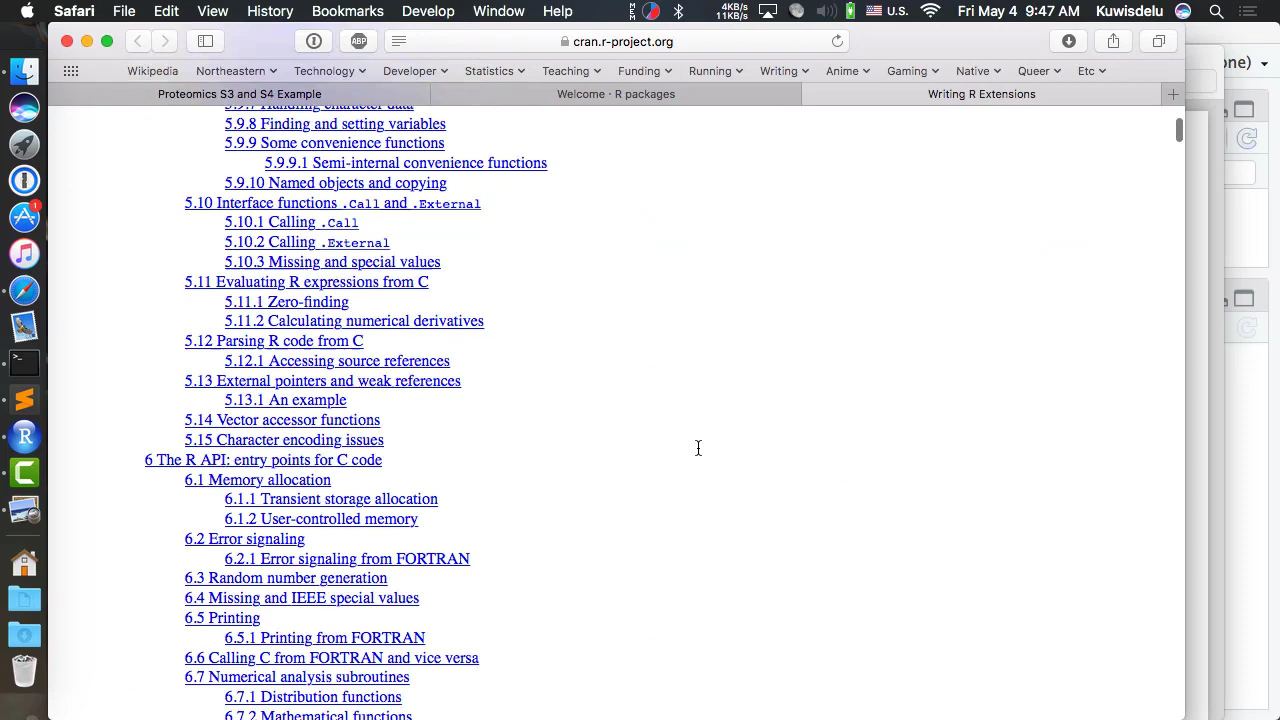 Safari File Edit View History Bookmarks Develop Window Help 4KB/s 11KB/s U.S. Fri May 4 9:47 AM Kuwisdelu
ABP cran.r-project.org one)
Wikipedia Northeastern Technology Developer Statistics Teaching Funding Running Writing Anime Gaming Native Queer Etc
Proteomics S3 and S4 Example Welcome · R packages Writing R Extensions
5.9.7 Handling character data
5.9.8 Finding and setting variables
5.9.9 Some convenience functions
5.9.9.1 Semi-internal convenience functions
5.9.10 Named objects and copying
5.10 Interface functions .Call and .External
5.10.1 Calling .Call
5.10.2 Calling .External
5.10.3 Missing and special values
5.11 Evaluating R expressions from C
5.11.1 Zero-finding
5.11.2 Calculating numerical derivatives
5.12 Parsing R code from C
5.12.1 Accessing source references
5.13 External pointers and weak references
5.13.1 An example
5.14 Vector accessor functions
5.15 Character encoding issues
6 The R API: entry points for C code
6.1 Memory allocation
6.1.1 Transient storage allocation
6.1.2 User-controlled memory
6.2 Error signaling
6.2.1 Error signaling from FORTRAN
6.3 Random number generation
6.4 Missing and IEEE special values
6.5 Printing
6.5.1 Printing from FORTRAN
6.6 Calling C from FORTRAN and vice versa
6.7 Numerical analysis subroutines
6.7.1 Distribution functions
6.7.2 Mathematical functions